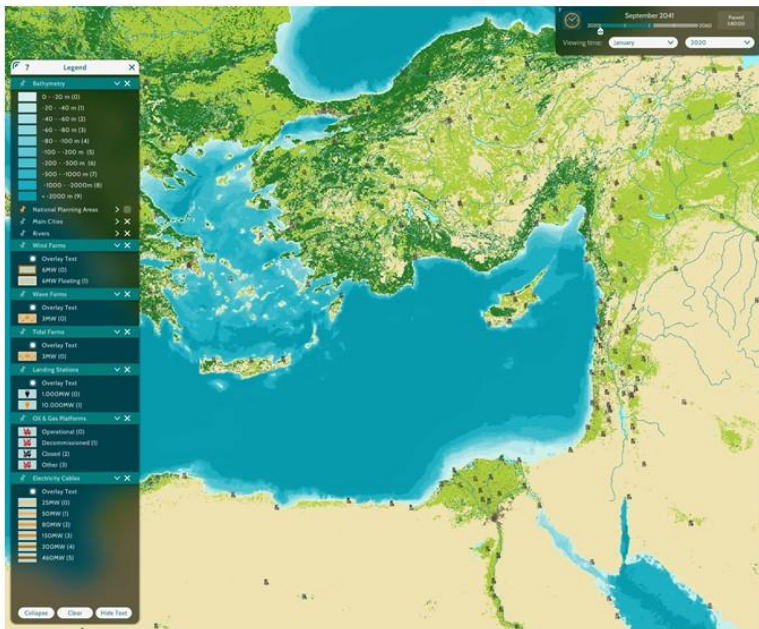 ? Legend
Bathymetry
0 - -20 m (0)
-20 - -40 m (1)
-40 - -60 m (2)
-60 - -80 m (3)
-80 - -100 m (4)
-100 - -200 m (5)
-200 - -500 m (6)
-500 - -1000 m (7)
-1000 - -2000m (8)
< -2000 m (9)
National Planning Areas
Main Cities
Rivers
Wind Farms
Overlay Text
6MW (0)
6MW Floating (1)
Wave Farms
Overlay Text
3MW (0)
Tidal Farms
Overlay Text
3MW (0)
Landing Stations
Overlay Text
1.000MW (0)
10.000MW (1)
Oil & Gas Platforms
Operational (0)
Decommissioned (1)
Closed (2)
Other (3)
Electricity Cables
Overlay Text
25MW (0)
50MW (1)
80MW (2)
150MW (3)
300MW (4)
460MW (5)
Collapse Clear Hide Text
September 2041
2060
Viewing time: January 2020
Paused